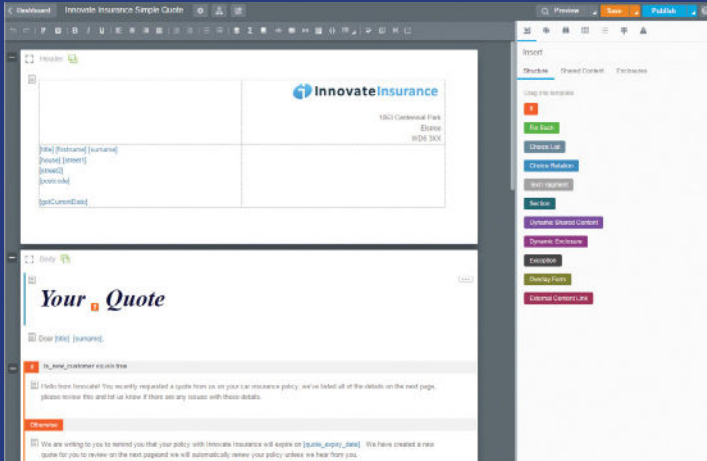 Dashboard
Innovate Insurance Simple Quote
Preview
Save
Publish
Header
InnovateInsurance
1063 Centennial Park
Elstree
WD6 3XX
[title] [firstname] [surname]
[house] [street1]
[street2]
[postcode]
[getCurrentDate]
Body
Your Quote
Dear [title] [surname],
If
is_new_customer equals true
Hello from Innovate! You recently requested a quote from us on your car insurance policy, we've listed all of the details on the next page,
please review this and let us know if there are any issues with these details.
Otherwise
We are writing to you to remind you that your policy with Innovate Insurance will expire on [quote_expiry_date]. We have created a new
quote for you to review on the next pageand we will automatically renew your policy unless we hear from you.
Insert
Structure
Shared Content
Enclosures
Drag into template
If
For Each
Choice List
Choice Relation
Text Fragment
Section
Dynamic Shared Content
Dynamic Enclosure
Exception
Overlay Form
External Content Link